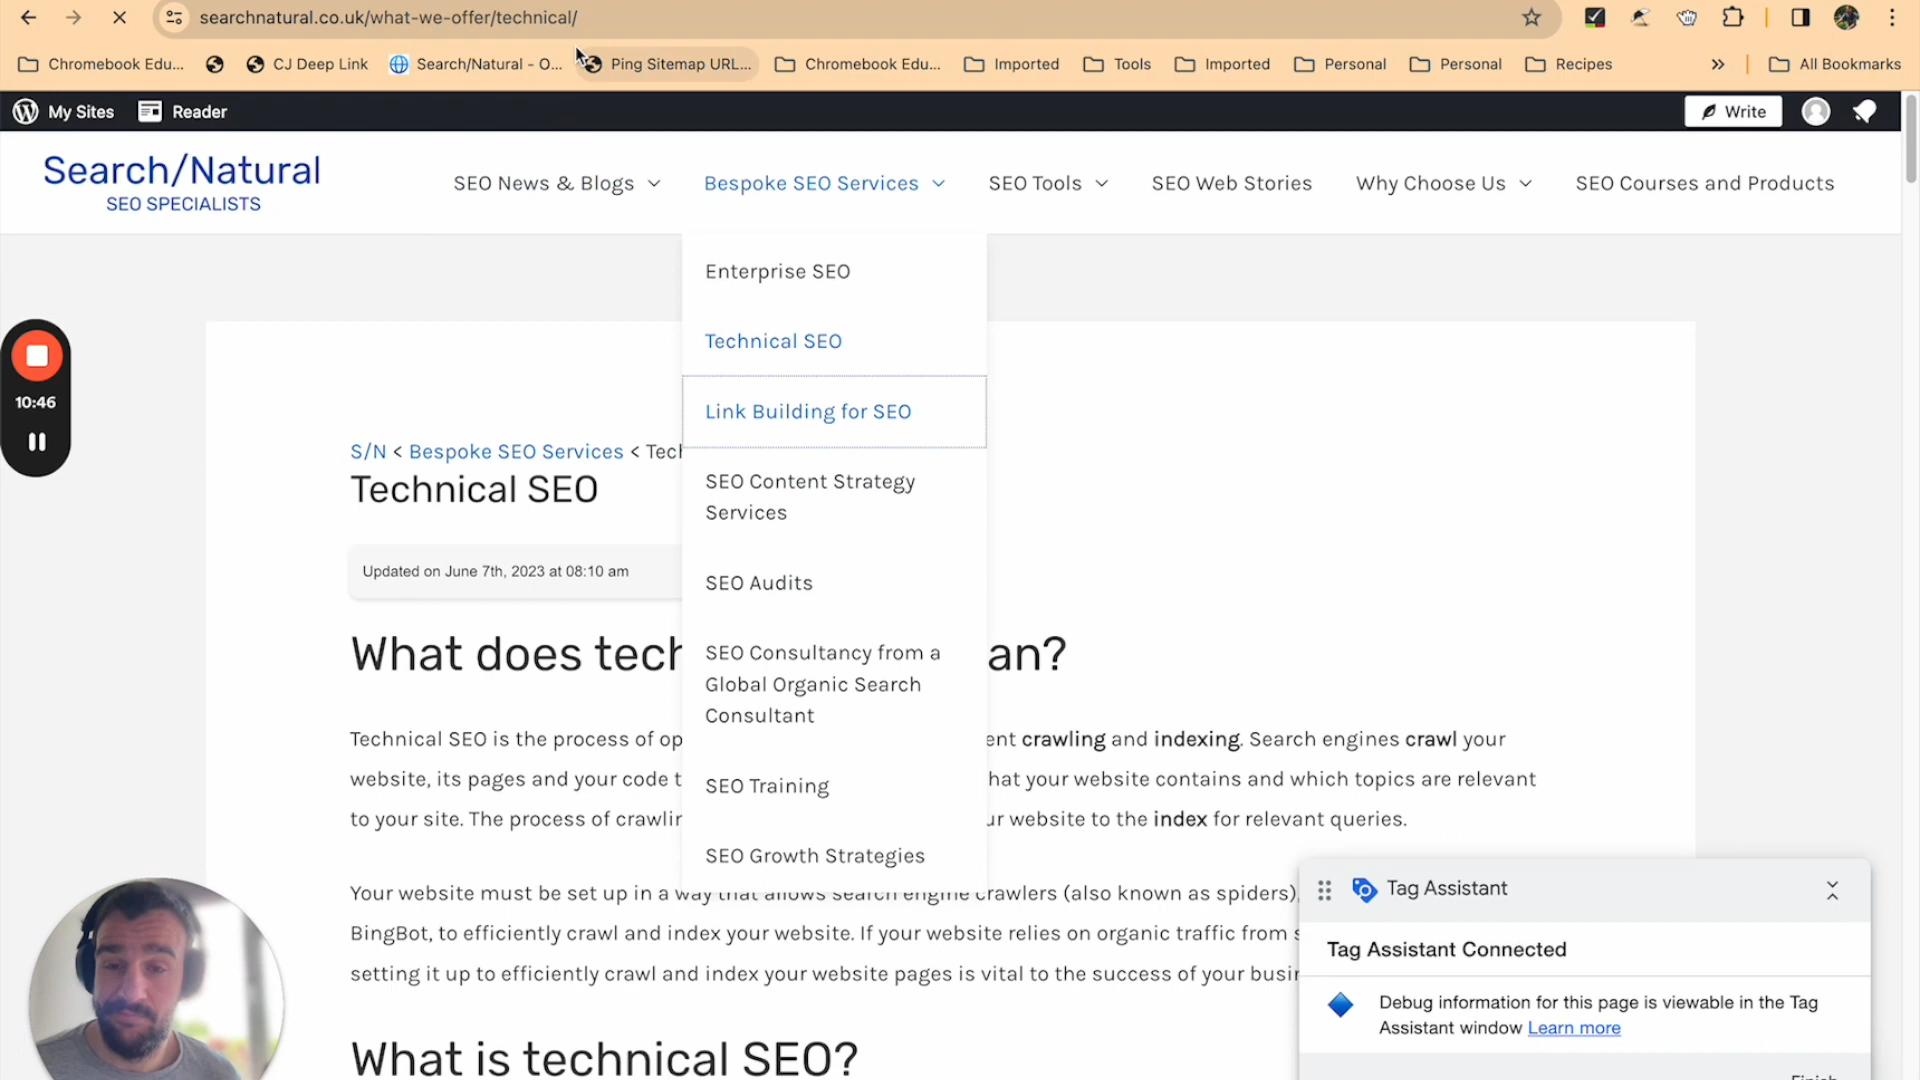 searchnatural.co.uk/what-we-offer/technical/
Chromebook Edu...
CJ Deep Link
Search/Natural - O...
Ping Sitemap URL...
Chromebook Edu...
Imported
Tools
Imported
Personal
Personal
Recipes
All Bookmarks
My Sites
Reader
Write
Search/Natural
SEO SPECIALISTS
SEO News & Blogs
Bespoke SEO Services
SEO Tools
SEO Web Stories
Why Choose Us
SEO Courses and Products
Enterprise SEO
Technical SEO
Link Building for SEO
SEO Content Strategy
Services
SEO Audits
SEO Consultancy from a
Global Organic Search
Consultant
SEO Training
SEO Growth Strategies
10:46
S/N < Bespoke SEO Services < Tech
Technical SEO
Updated on June 7th, 2023 at 08:10 am
What does tech an?
Technical SEO is the process of op ent crawling and indexing. Search engines crawl your
website, its pages and your code t hat your website contains and which topics are relevant
to your site. The process of crawlin ur website to the index for relevant queries.
Your website must be set up in a way that allows search engine crawlers (also known as spiders),
BingBot, to efficiently crawl and index your website. If your website relies on organic traffic from s
setting it up to efficiently crawl and index your website pages is vital to the success of your busi
What is technical SEO?
Tag Assistant
Tag Assistant Connected
Debug information for this page is viewable in the Tag
Assistant window Learn more
Finish